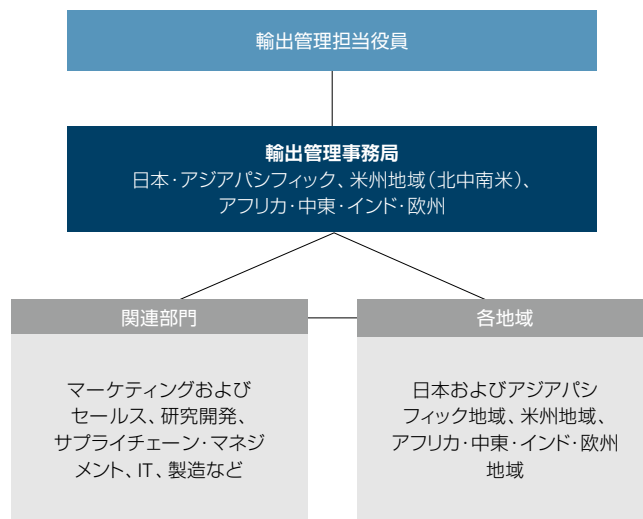 輸出管理担当役員
輸出管理事務局
日本・アジアパシフィック、米州地域（北中南米）、
アフリカ・中東・インド・欧州
関連部門
マーケティングおよび
セールス、研究開発、
サプライチェーン・マネジ
メント、IT、製造など
各地域
日本およびアジアパシ
フィック地域、米州地域、
アフリカ・中東・インド・欧州
地域